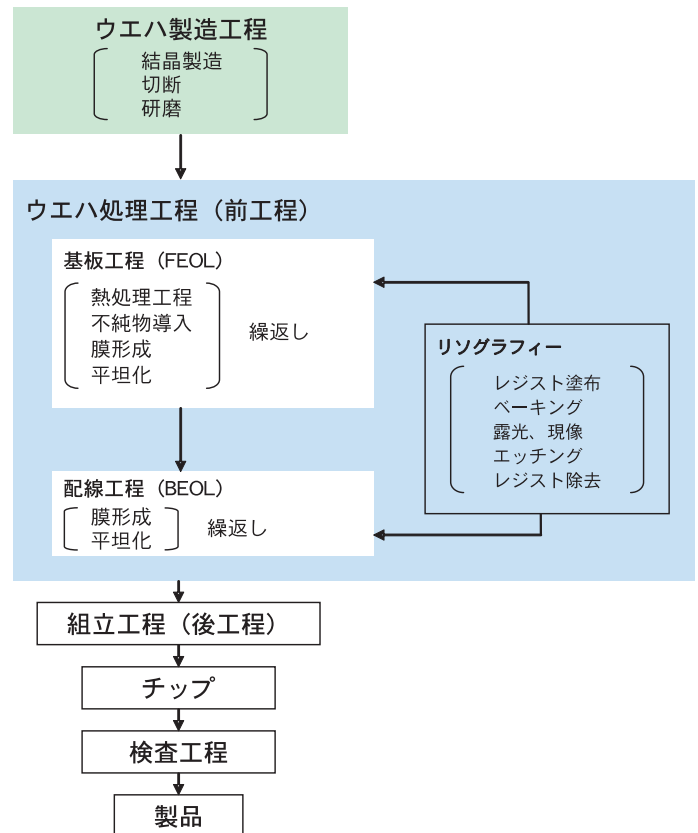 ウエハ製造工程
結晶製造
切断
研磨
ウエハ処理工程（前工程）
基板工程（FEOL）
熱処理工程
不純物導入
膜形成
平坦化
繰返し
リソグラフィー
レジスト塗布
ベーキング
露光、現像
エッチング
レジスト除去
配線工程（BEOL）
膜形成
平坦化
繰返し
組立工程（後工程）
チップ
検査工程
製品